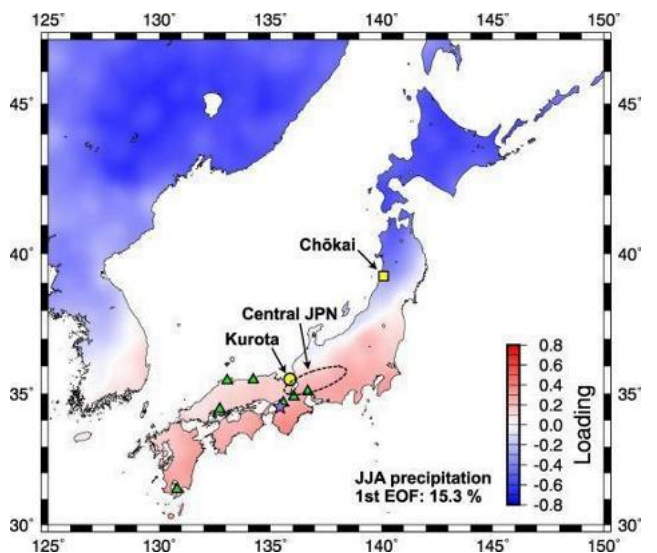 125˚ 130˚ 135˚ 140˚ 145˚ 150˚
45˚ 45˚
40˚ 40˚
Chōkai
Central JPN
Kurota
35˚ 35˚
0.8
0.6
0.4
0.2
0.0
-0.2
-0.4
-0.6
-0.8
Loading
JJA precipitation
1st EOF: 15.3 %
30˚ 30˚
125˚ 130˚ 135˚ 140˚ 145˚ 150˚